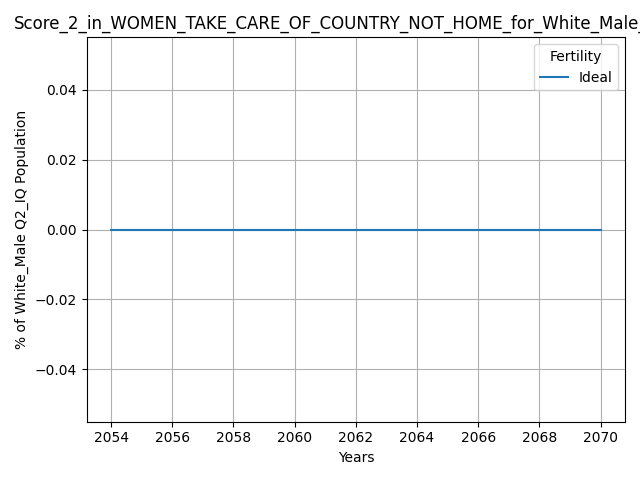 Score_2_in_WOMEN_TAKE_CARE_OF_COUNTRY_NOT_HOME_for_White_Male_
Fertility
Ideal
0.04
0.02
0.00
−0.02
−0.04
% of White_Male Q2_IQ Population
2054 2056 2058 2060 2062 2064 2066 2068 2070
Years